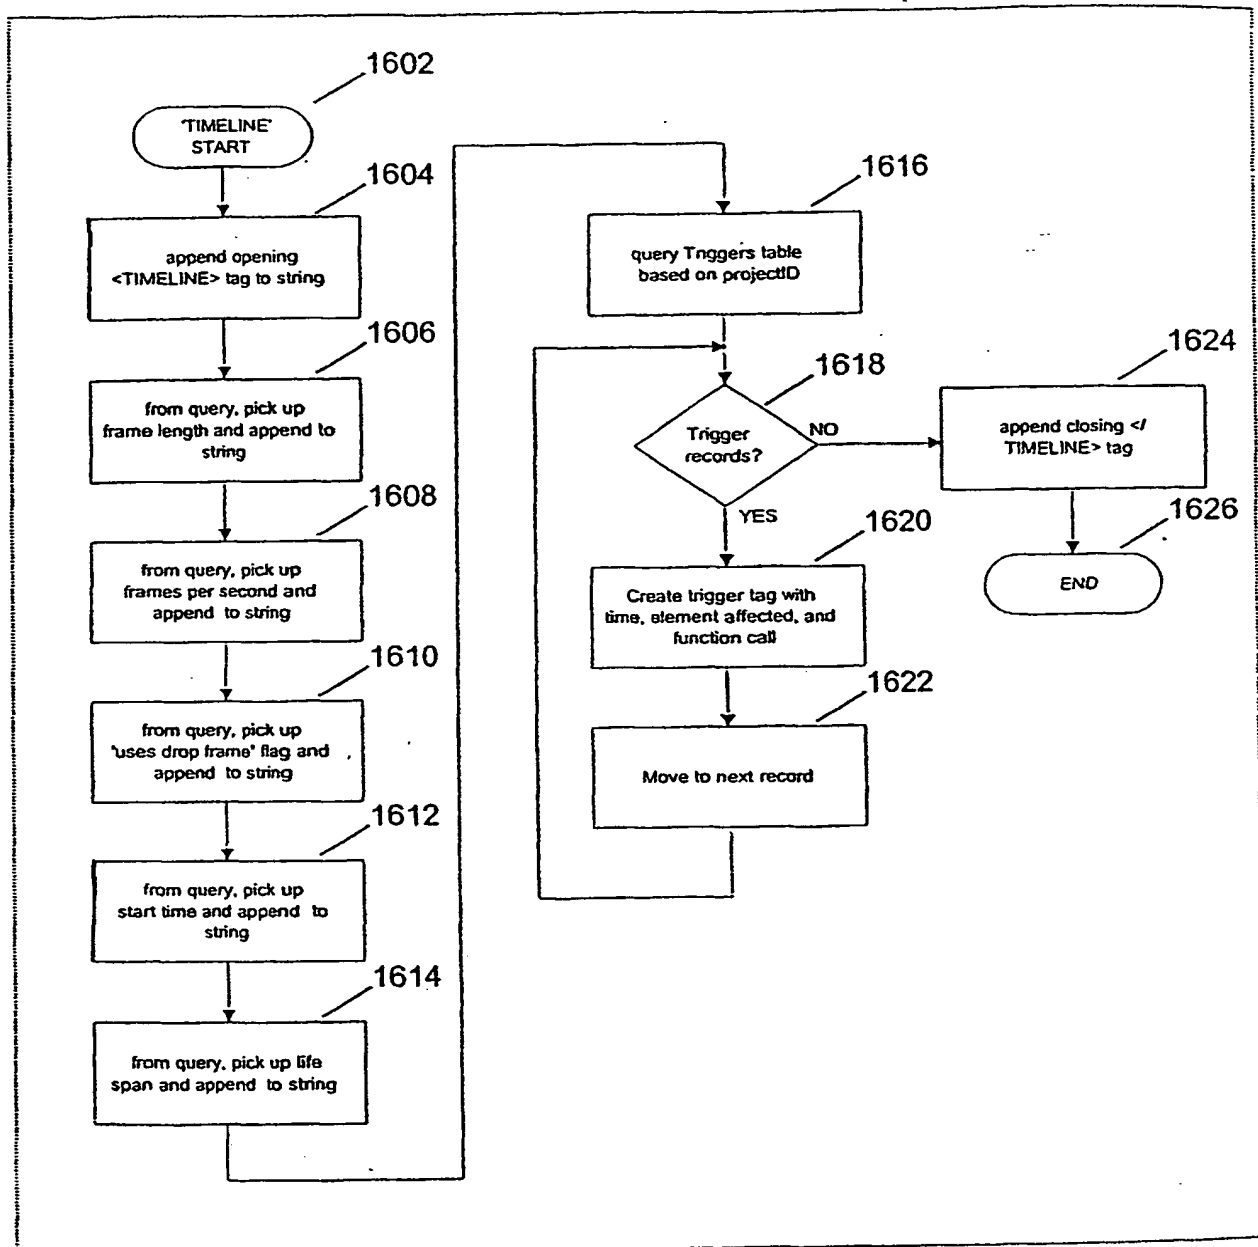 1602
'TIMELINE'
START
1604
append opening
<TIMELINE> tag to string
1606
from query, pick up
frame length and append to
string
1608
from query, pick up
frames per second and
append to string
1610
from query, pick up
'uses drop frame' flag and
append to string
1612
from query, pick up
start time and append to
string
1614
from query, pick up life
span and append to string
1616
query Triggers table
based on projectID
1618
Trigger
records?
NO
YES
1620
Create trigger tag with
time, element affected, and
function call
1622
Move to next record
1624
append closing </
TIMELINE> tag
1626
END